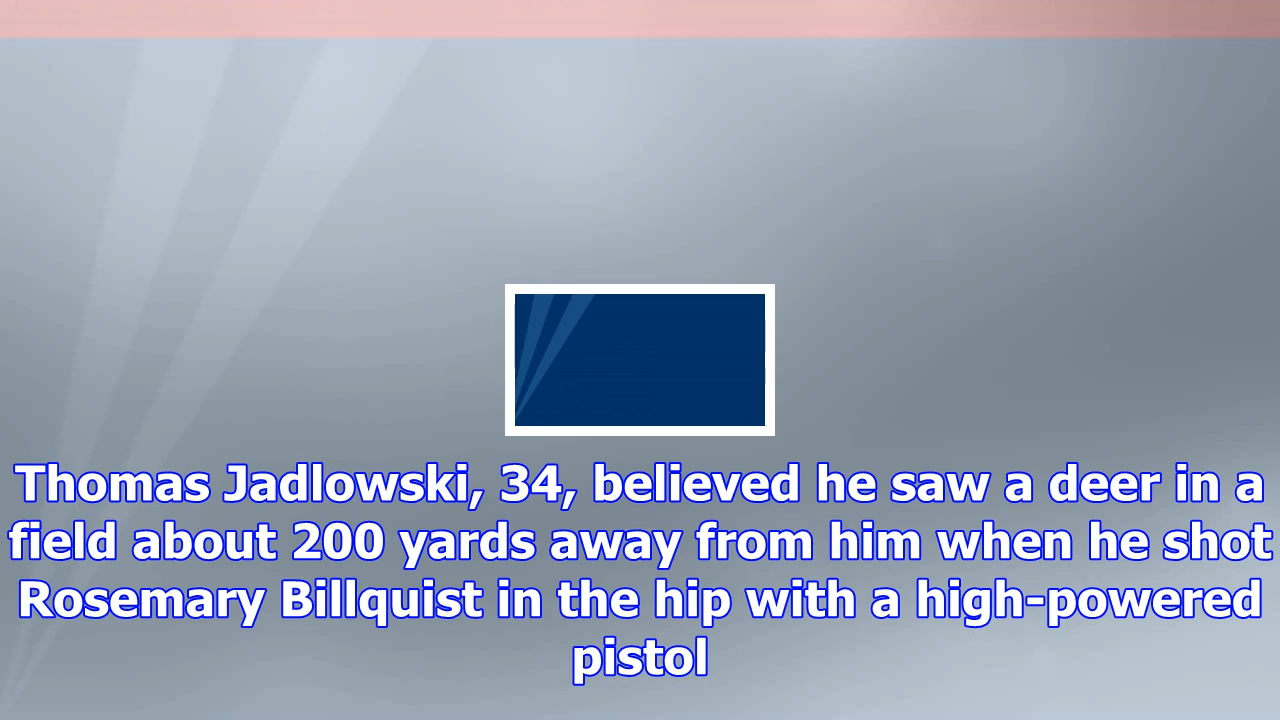 Thomas Jadlowski, 34, believed he saw a deer in a
field about 200 yards away from him when he shot
Rosemary Billquist in the hip with a high-powered
pistol